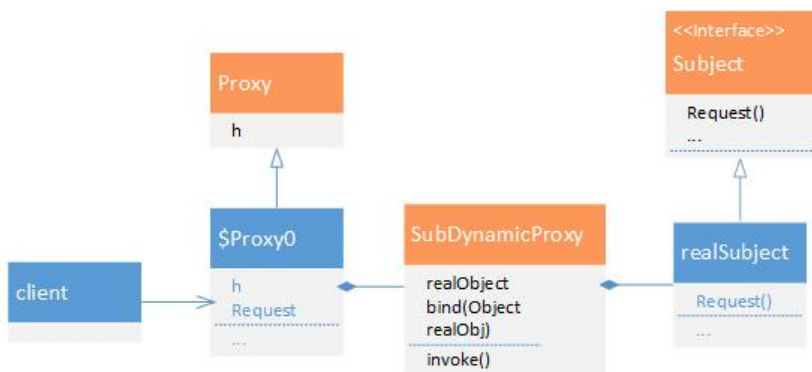 <<Interface>>
Subject
Request()
...
Proxy
h
client
$Proxy0
h
Request
...
SubDynamicProxy
realObject
bind(Object
realObj)
invoke()
realSubject
Request()
...